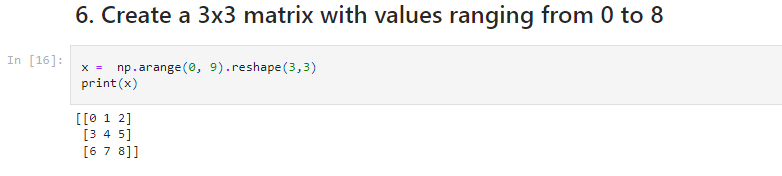 6. Create a 3x3 matrix with values ranging from 0 to 8
In [16]:
x =  np.arange(0, 9).reshape(3,3)
print(x)
[[0 1 2]
 [3 4 5]
 [6 7 8]]